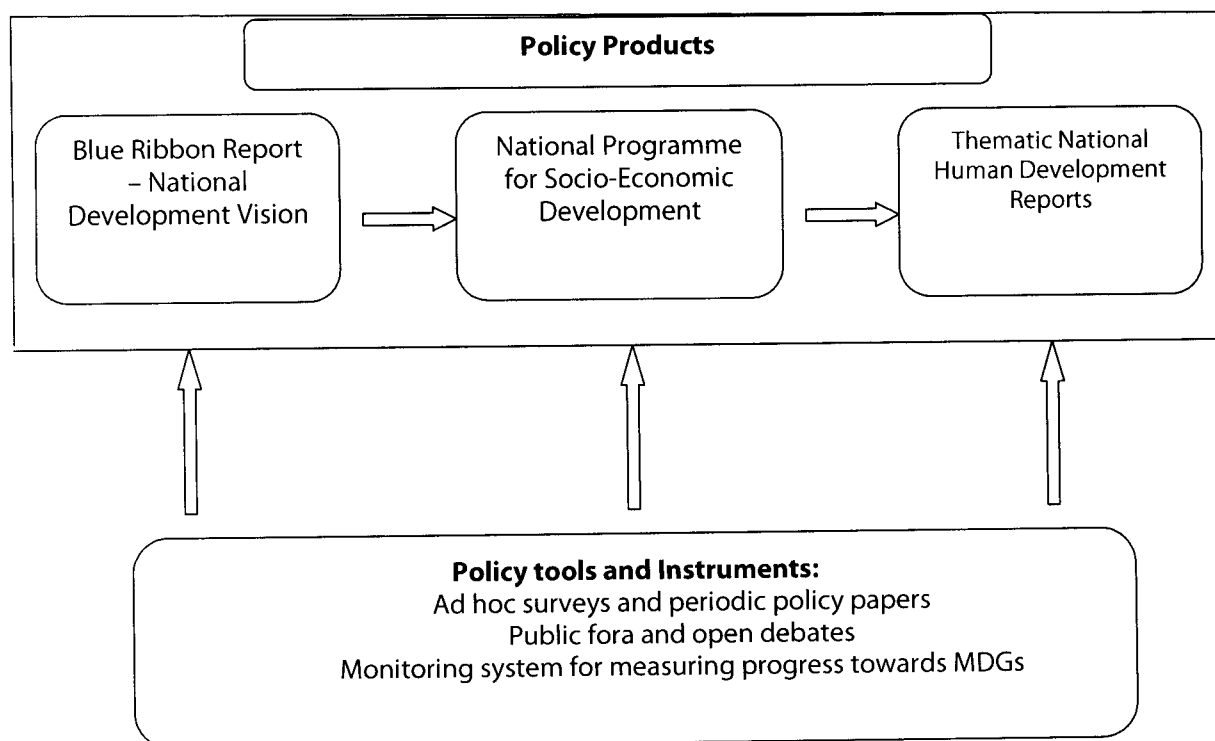 Policy Products
Blue Ribbon Report
– National
Development Vision
National Programme
for Socio-Economic
Development
Thematic National
Human Development
Reports
Policy tools and Instruments:
Ad hoc surveys and periodic policy papers
Public fora and open debates
Monitoring system for measuring progress towards MDGs